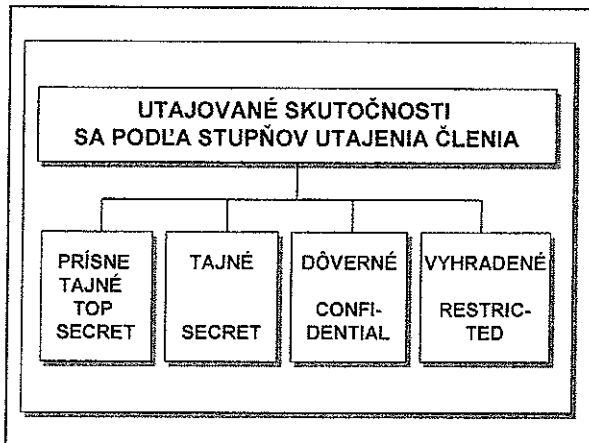 UTAJOVANÉ SKUTOČNOSTI
SA PODĽA STUPŇOV UTAJENIA ČLENIA
PRÍSNE
TAJNÉ
TOP
SECRET
TAJNÉ
SECRET
DÔVERNÉ
CONFI-
DENTIAL
VYHRADENÉ
RESTRIC-
TED